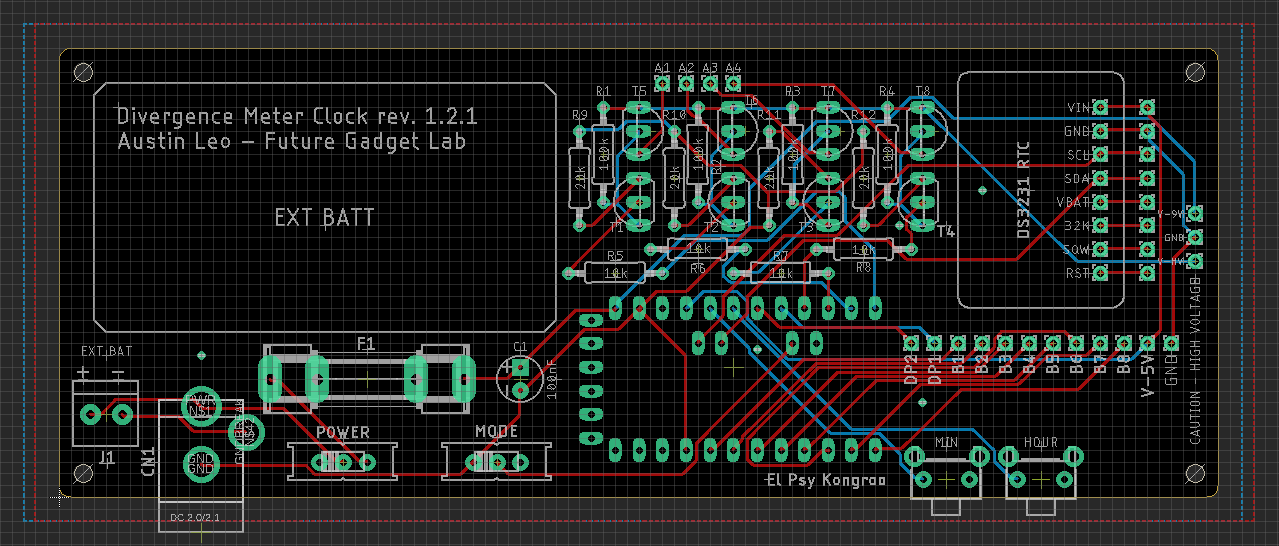 A1 A2 A3 A4
R1 T5 T6 R3 T7 R4 T8
R9 R10 R11 R12
Divergence Meter Clock rev. 1.2.1
Austin Leo – Future Gadget Lab
EXT BATT
20k 100k 20k 100k 20k 100k 20k 100k
R2
T1 T2 T3 T4
R5 R6 R7 R8
10k 10k 10k 10k
DS3231 RTC
VIN
GND
SCL
SDA
VBAT
32K
SQW
RST
V-9V
GND
V-HV
CAUTION – HIGH VOLTAGE
EXT_BAT
+ –
J1
F1
C1
+
100nF
PWR
GND
GND
CN1
DC 2.0/2.1
POWER
MODE
DP2 DP1 B1 B2 B3 B4 B5 B6 B7 B8 V-5V GND
MIN
HOUR
El Psy Kongroo